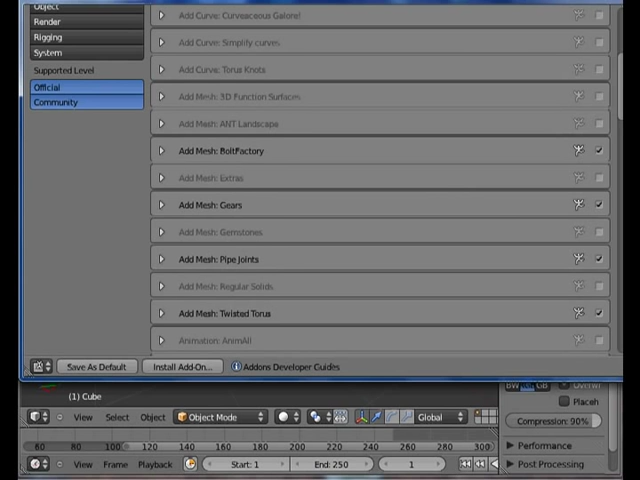 Object
Render
Rigging
System
Supported Level
Official
Community
Add Curve: Curveaceous Galore!
Add Curve: Simplify curves
Add Curve: Torus Knots
Add Mesh: 3D Function Surfaces
Add Mesh: ANT Landscape
Add Mesh: BoltFactory
Add Mesh: Extras
Add Mesh: Gears
Add Mesh: Gemstones
Add Mesh: Pipe Joints
Add Mesh: Regular Solids
Add Mesh: Twisted Torus
Animation: AnimAll
Save As Default Install Add-On... Addons Developer Guides
(1) Cube
BW GB Overwr
Placeh
View Select Object Object Mode Global
Compression: 90%
60 80 100 120 140 160 180 200 220 240 260 280 300
Performance
View Frame Playback Start: 1 End: 250 1
Post Processing